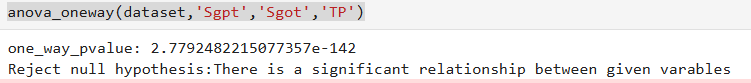 anova_oneway(dataset,'Sgpt','Sgot','TP')
one_way_pvalue: 2.7792482215077357e-142
Reject null hypothesis:There is a significant relationship between given varables